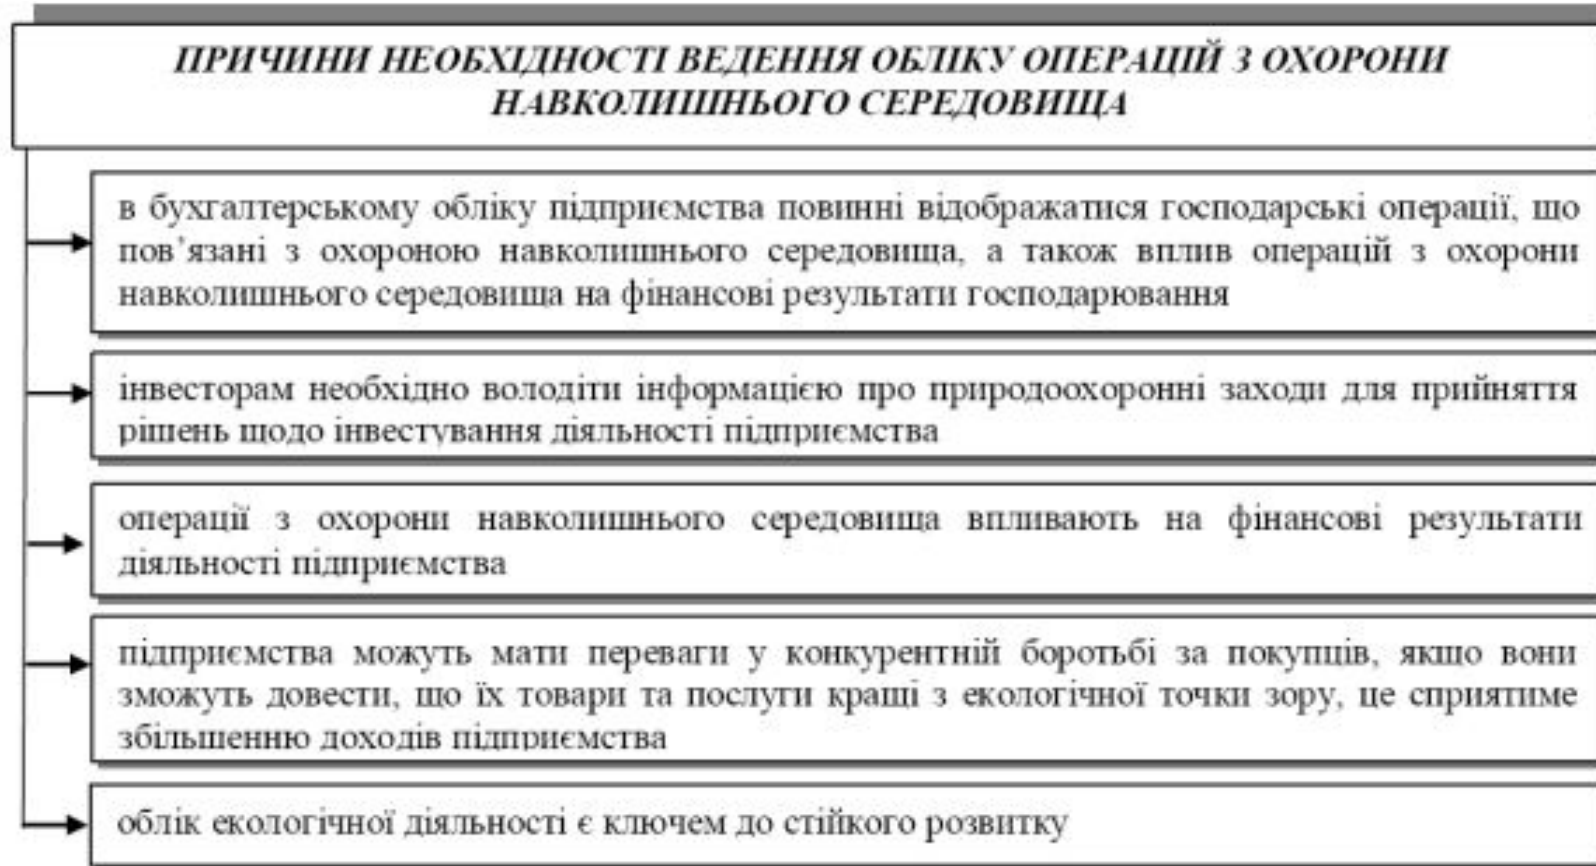 ПРИЧИНИ НЕОБХІДНОСТІ ВЕДЕННЯ ОБЛІКУ ОПЕРАЦІЙ З ОХОРОНИ
НАВКОЛИШНЬОГО СЕРЕДОВИЩА
в бухгалтерському обліку підприємства повинні відображатися господарські операції, що
пов’язані з охороною навколишнього середовища, а також вплив операцій з охорони
навколишнього середовища на фінансові результати господарювання
інвесторам необхідно володіти інформацією про природоохоронні заходи для прийняття
рішень щодо інвестування діяльності підприємства
операції з охорони навколишнього середовища впливають на фінансові результати
діяльності підприємства
підприємства можуть мати переваги у конкурентній боротьбі за покупців, якщо вони
зможуть довести, що їх товари та послуги кращі з екологічної точки зору, це сприятиме
збільшенню доходів підприємства
облік екологічної діяльності є ключем до стійкого розвитку